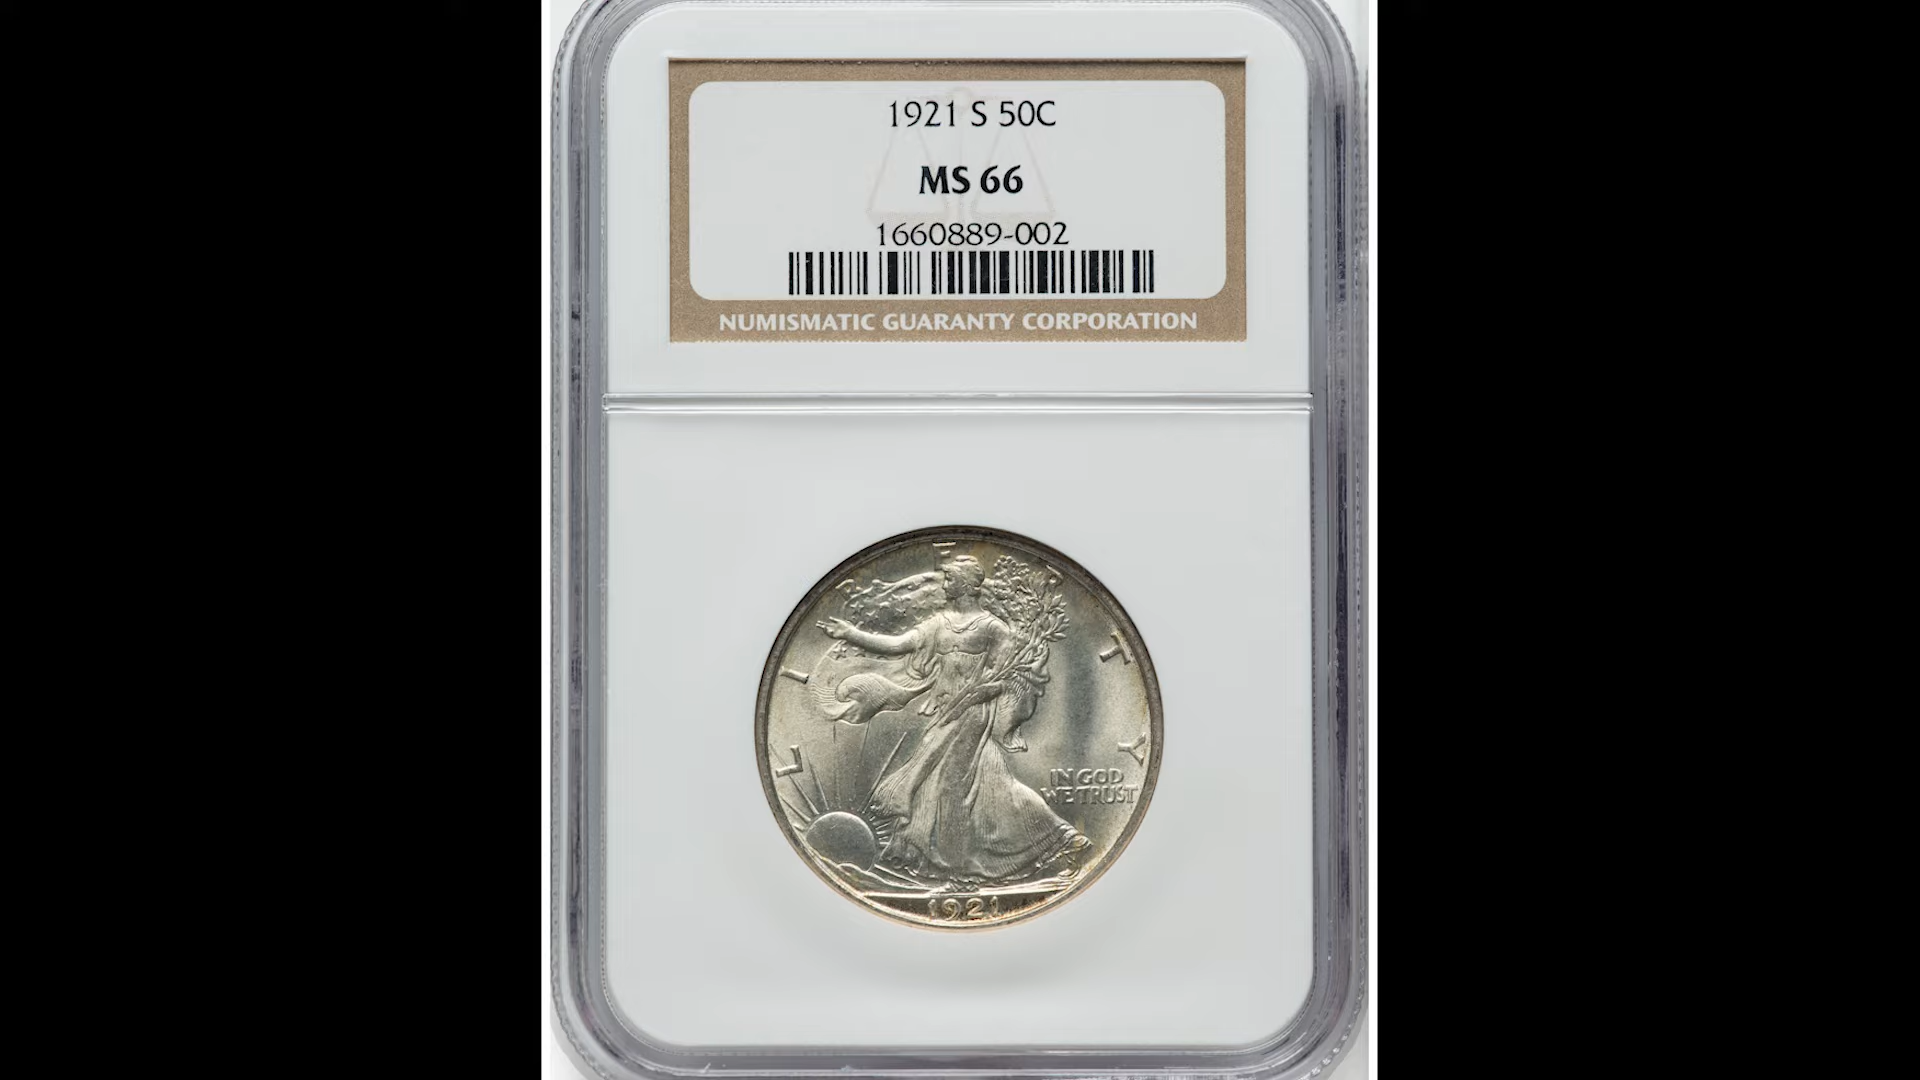 1921 S 50C
MS 66
1660889-002
NUMISMATIC GUARANTY CORPORATION
LIBERTY
IN GOD
WE TRUST
1921